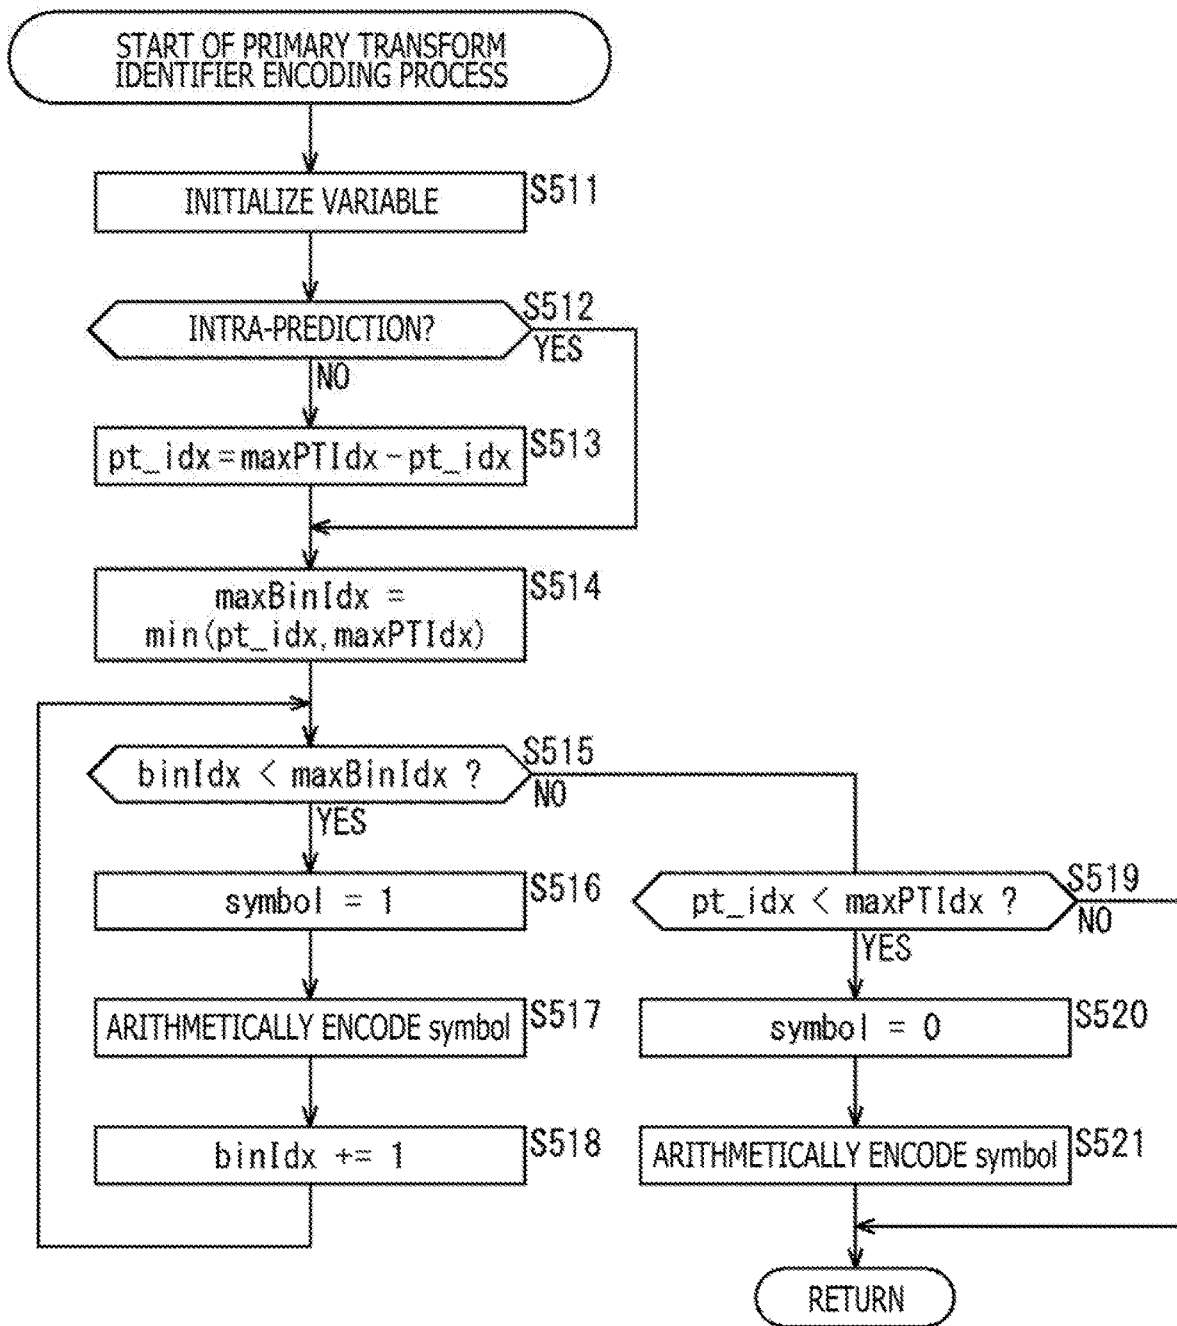 START OF PRIMARY TRANSFORM
IDENTIFIER ENCODING PROCESS
INITIALIZE VARIABLE
S511
INTRA-PREDICTION?
S512
YES
NO
pt_idx=maxPTIdx-pt_idx
S513
maxBinIdx =
min(pt_idx,maxPTIdx)
S514
binIdx < maxBinIdx ?
S515
NO
YES
symbol = 1
S516
ARITHMETICALLY ENCODE symbol
S517
binIdx += 1
S518
pt_idx < maxPTIdx ?
S519
NO
YES
symbol = 0
S520
ARITHMETICALLY ENCODE symbol
S521
RETURN